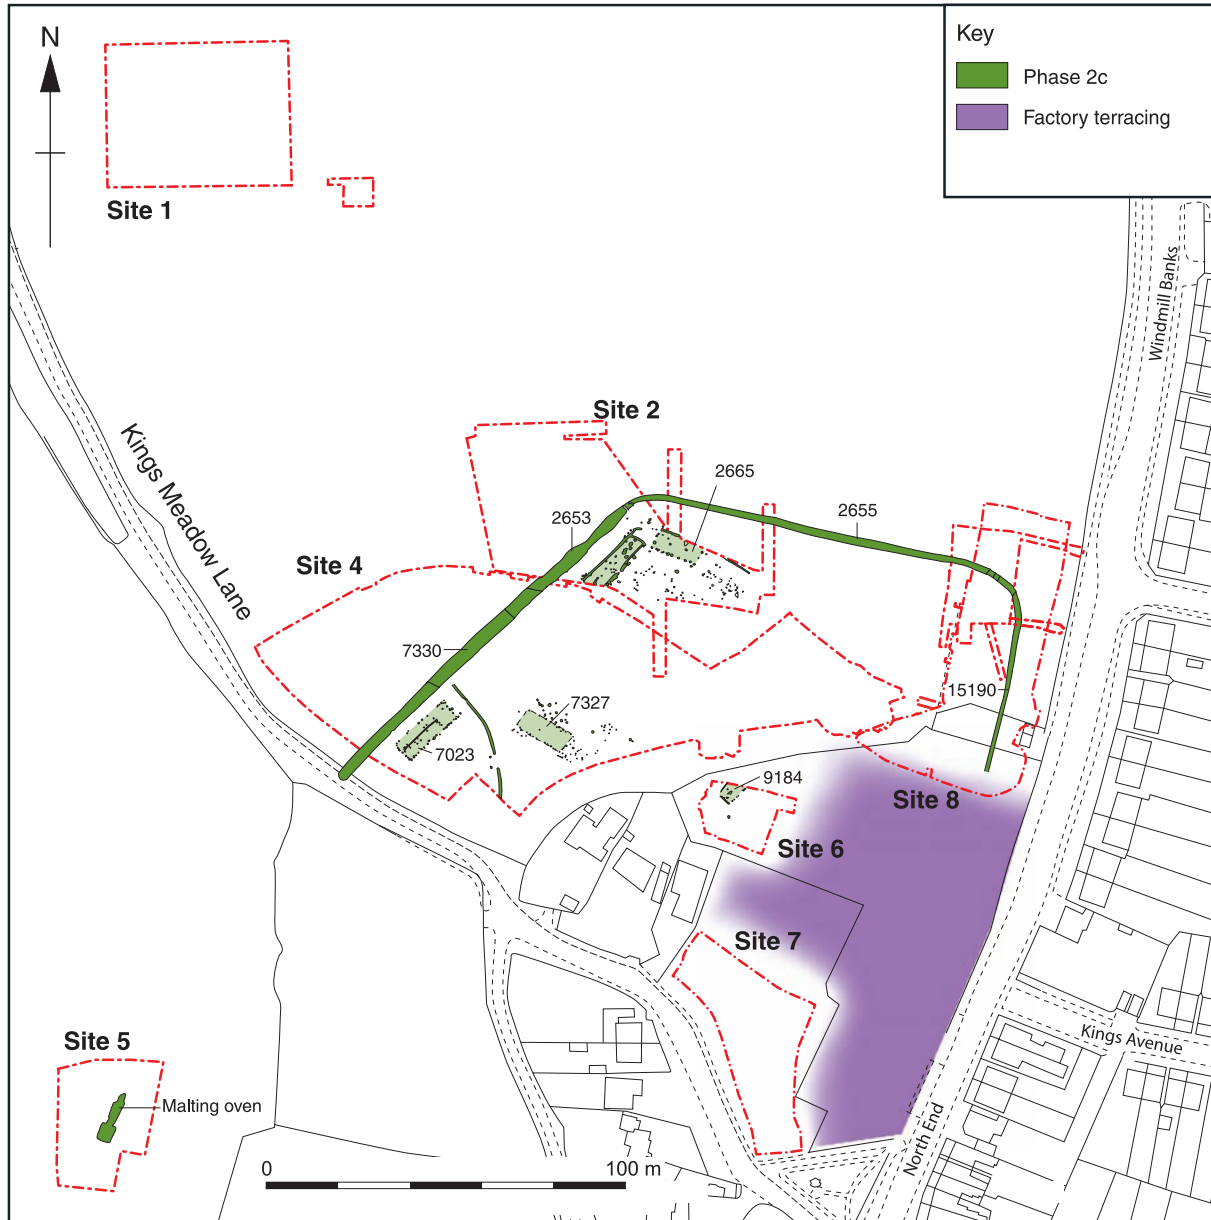 N
Key
Phase 2c
Factory terracing
Site 1
Windmill Banks
Site 2
Kings Meadow Lane
2665
2655
2653
Site 4
7330
15190
7327
7023
9184
Site 8
Site 6
Site 7
Kings Avenue
Site 5
Malting oven
North End
0
100 m